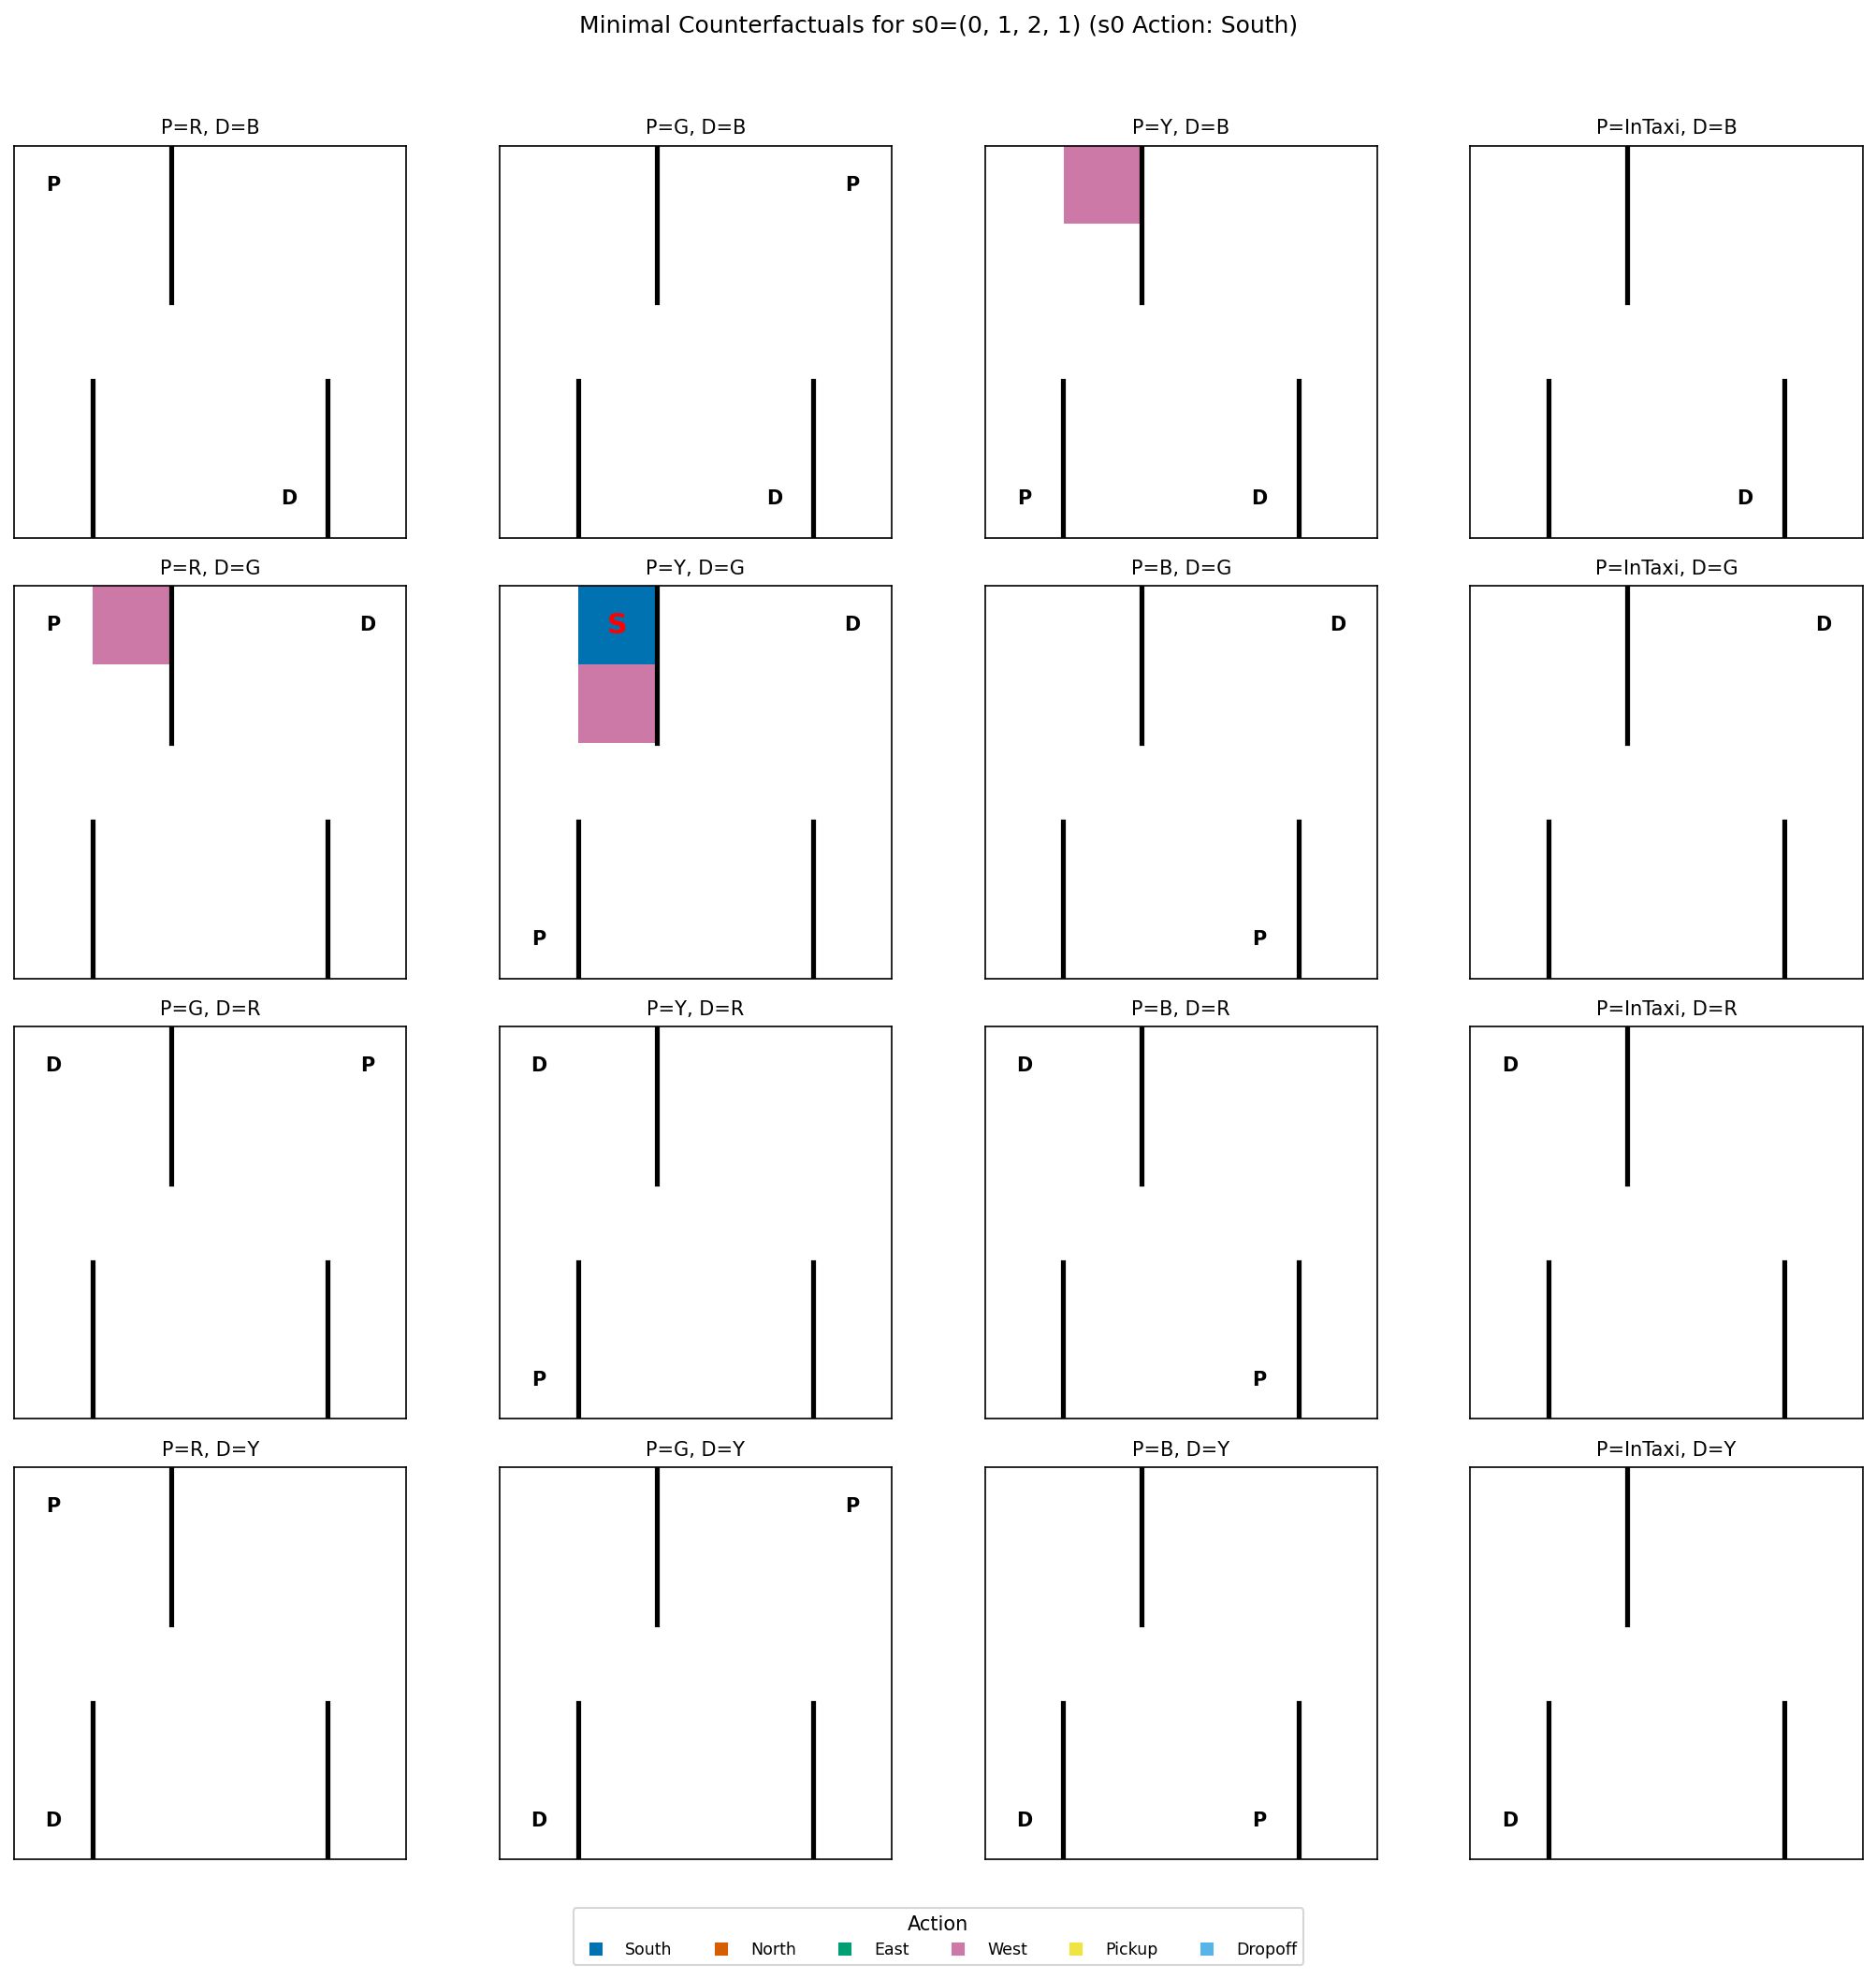 Minimal Counterfactuals for s0=(0, 1, 2, 1) (s0 Action: South)
P=R, D=B
P=G, D=B
P=Y, D=B
P=InTaxi, D=B
P
P
D
D
P
D
D
P=R, D=G
P=Y, D=G
P=B, D=G
P=InTaxi, D=G
P
D
S
D
D
D
P
P
P=G, D=R
P=Y, D=R
P=B, D=R
P=InTaxi, D=R
D
P
D
D
D
P
P
P=R, D=Y
P=G, D=Y
P=B, D=Y
P=InTaxi, D=Y
P
P
D
D
D
P
D
Action
South
North
East
West
Pickup
Dropoff